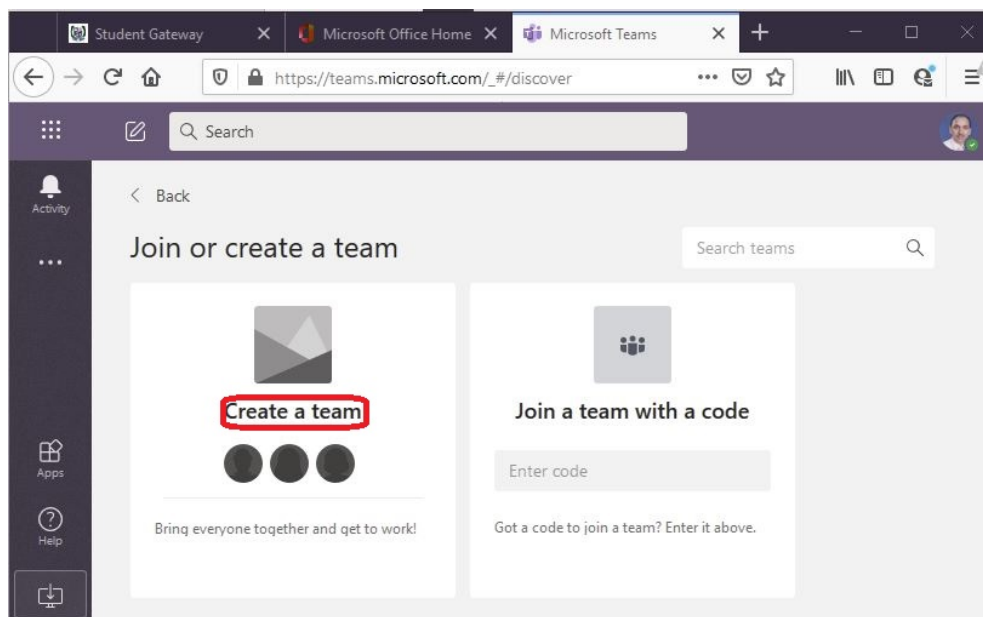 Student Gateway
Microsoft Office Home
Microsoft Teams
https://teams.microsoft.com/_#/discover
Search
Activity
Back
Join or create a team
Search teams
Create a team
Join a team with a code
Enter code
Bring everyone together and get to work!
Got a code to join a team? Enter it above.
Apps
Help